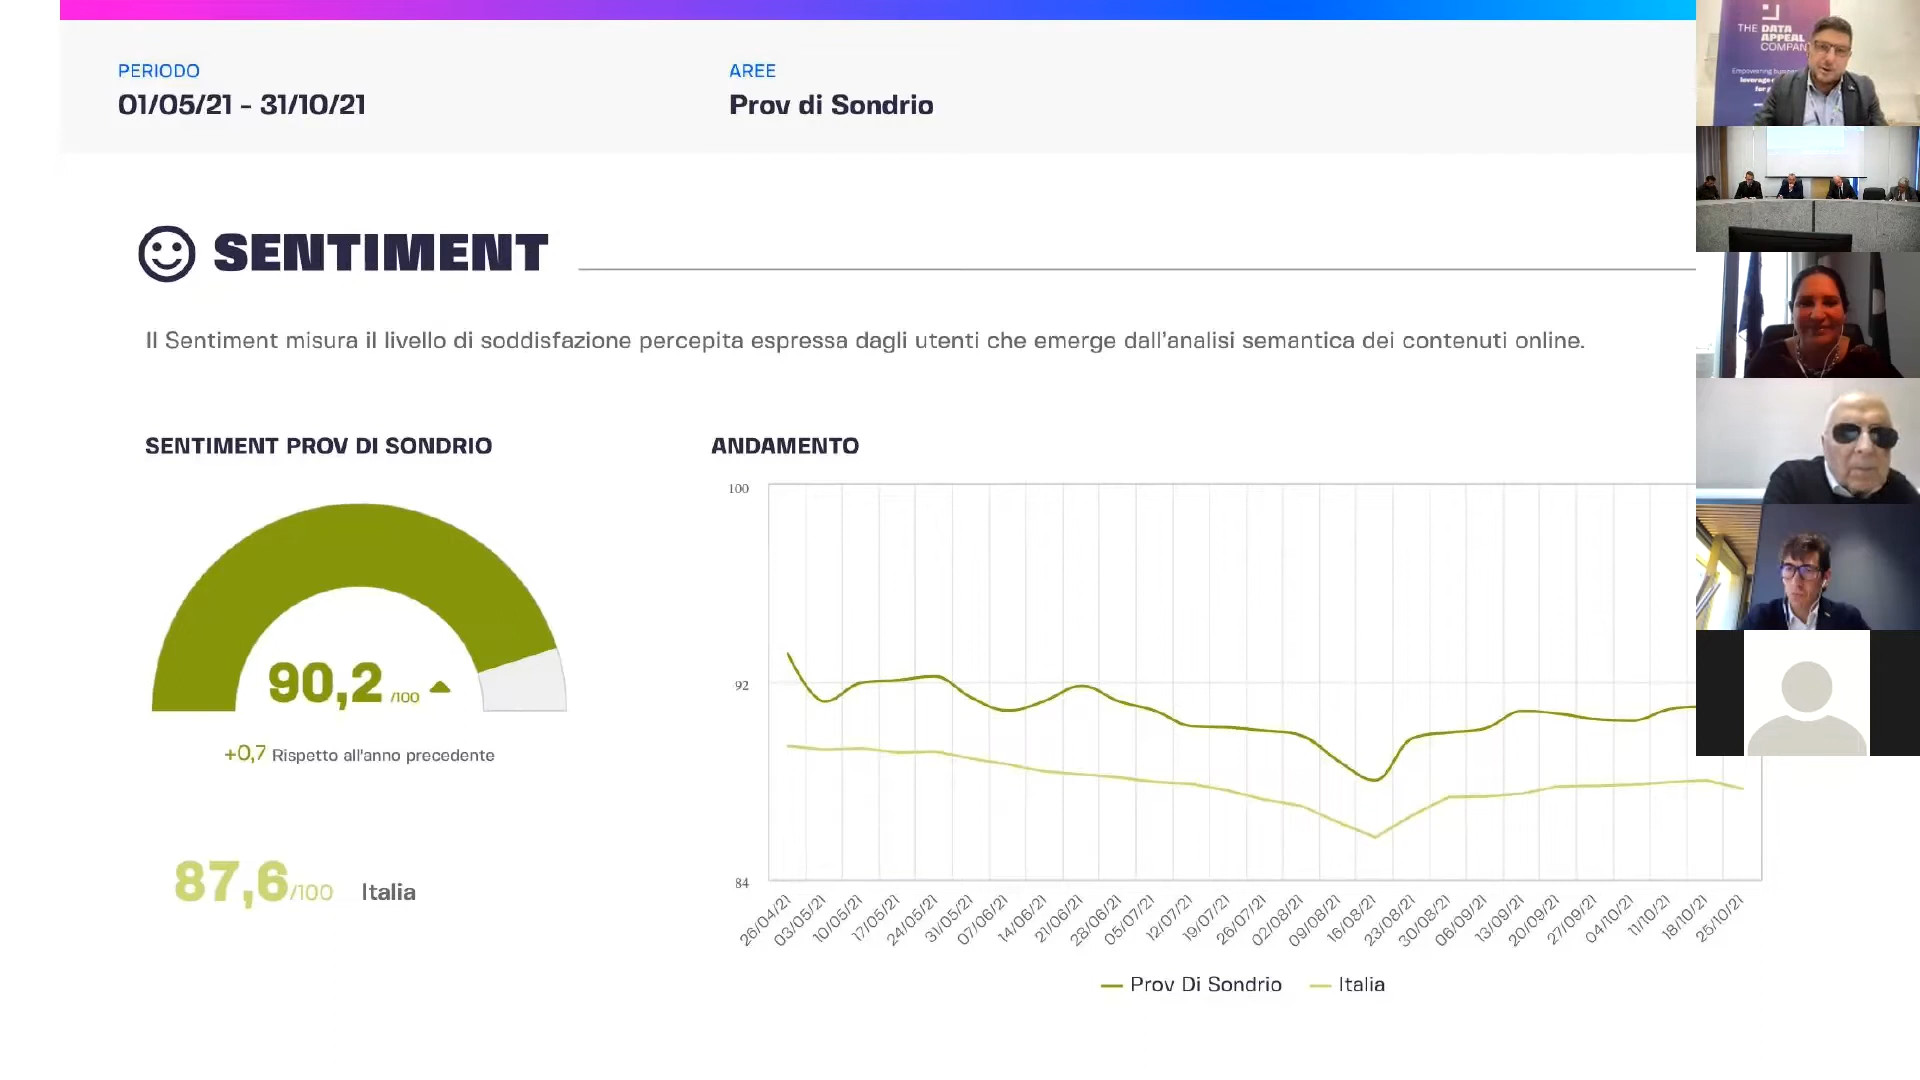 PERIODO
01/05/21 - 31/10/21
AREE
Prov di Sondrio
SENTIMENT
Il Sentiment misura il livello di soddisfazione percepita espressa dagli utenti che emerge dall'analisi semantica dei contenuti online.
SENTIMENT PROV DI SONDRIO
90,2 /100
+0,7 Rispetto all'anno precedente
87,6/100 Italia
ANDAMENTO
100
92
84
26/04/21 03/05/21 10/05/21 17/05/21 24/05/21 31/05/21 07/06/21 14/06/21 21/06/21 28/06/21 05/07/21 12/07/21 19/07/21 26/07/21 02/08/21 09/08/21 16/08/21 23/08/21 30/08/21 06/09/21 13/09/21 20/09/21 27/09/21 04/10/21 11/10/21 18/10/21 25/10/21
Prov Di Sondrio Italia
THE DATA
APPEAL
COMPAN
Empowering
leverage